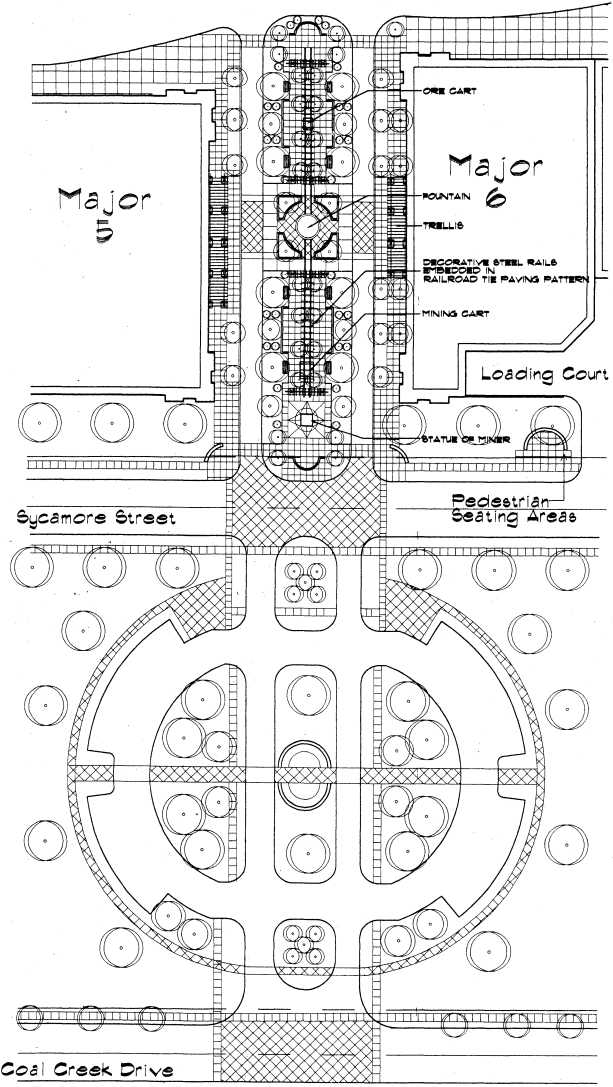 ORE CART
Major
5
Major
6
FOUNTAIN
TRELLIS
DECORATIVE STEEL RAILS
EMBEDDED IN
RAILROAD TIE PAVING PATTERN
MINING CART
Loading Court
STATUE OF MINER
Pedestrian
Seating Areas
Sycamore Street
Coal Creek Drive